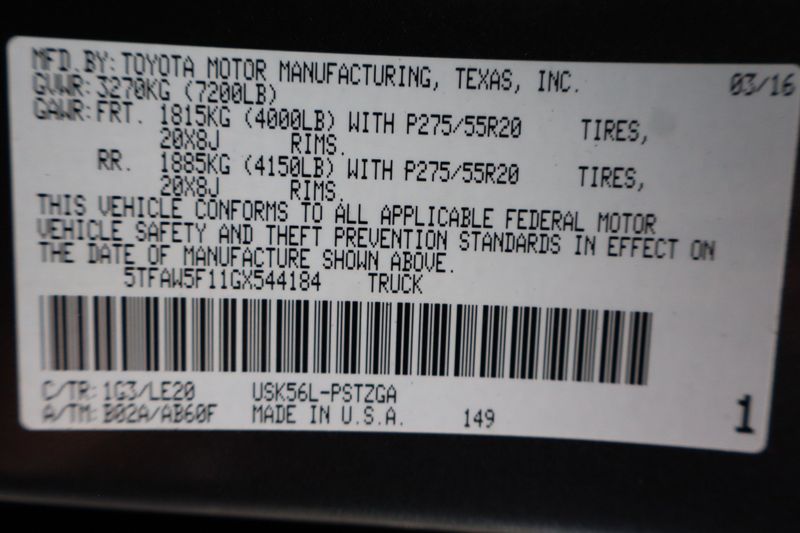 MFD.BY: TOYOTA MOTOR MANUFACTURING, TEXAS, INC. 03/16
GVWR: 3270KG (7200LB)
GAWR: FRT. 1815KG (4000LB) WITH P275/55R20 TIRES,
20X8J RIMS.
RR. 1885KG (4150LB) WITH P275/55R20 TIRES,
20X8J RIMS.
THIS VEHICLE CONFORMS TO ALL APPLICABLE FEDERAL MOTOR
VEHICLE SAFETY AND THEFT PREVENTION STANDARDS IN EFFECT ON
THE DATE OF MANUFACTURE SHOWN ABOVE.
5TFAW5F11GX544184 TRUCK
C/TR: 1G3/LE20 USK56L-PSTZGA
A/TM: B02A/AB60F MADE IN U.S.A. 149 1